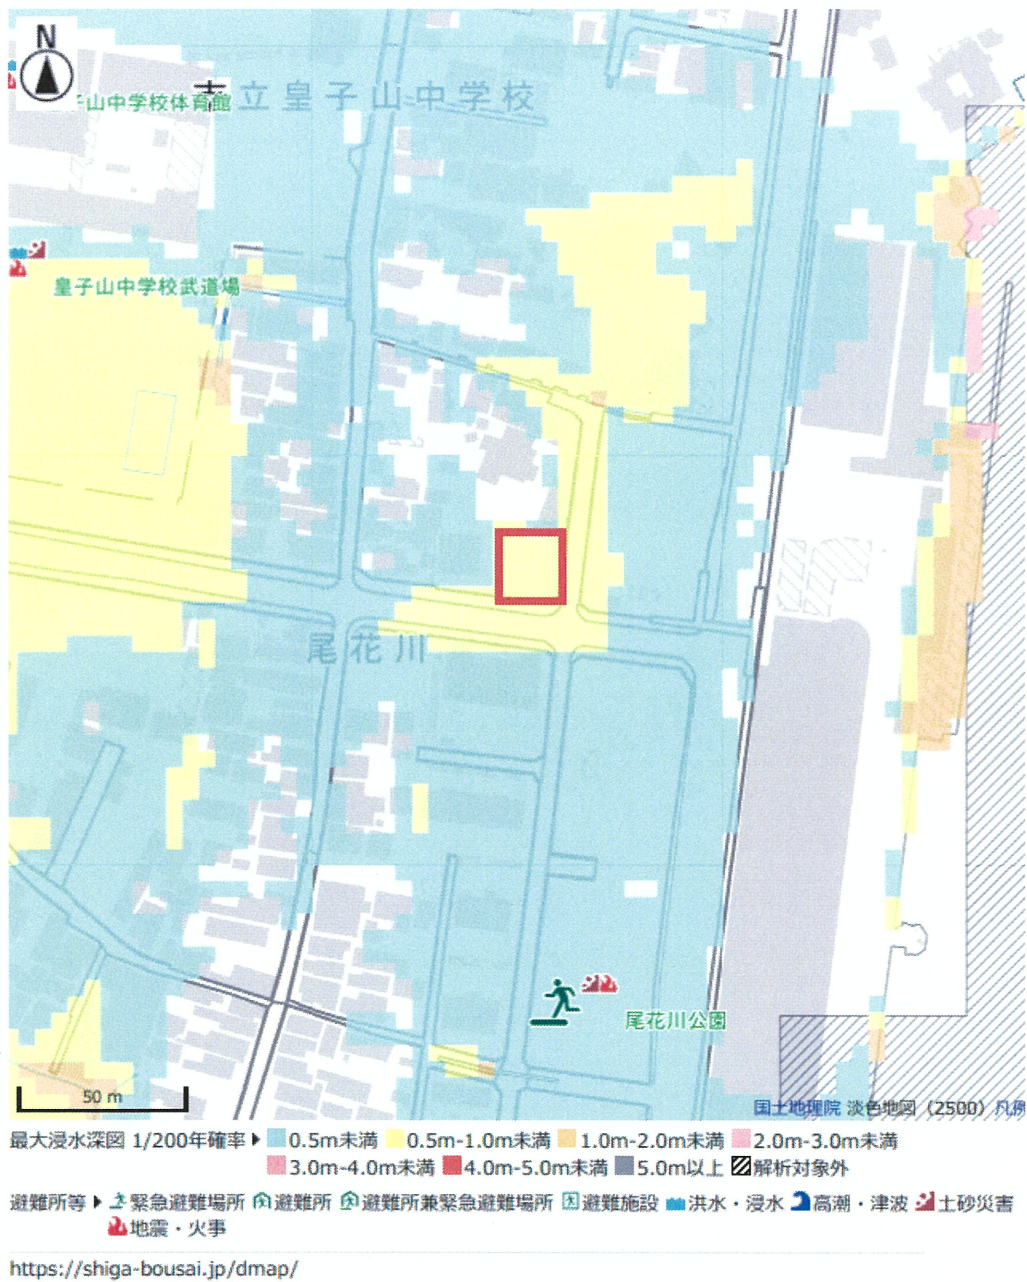 N
市立皇子山中学校
子山中学校体育館
皇子山中学校武道場
尾花川
尾花川公園
50 m
国土地理院 淡色地図（2500）凡例
最大浸水深図 1/200年確率 0.5m未満 0.5m-1.0m未満 1.0m-2.0m未満 2.0m-3.0m未満
3.0m-4.0m未満 4.0m-5.0m未満 5.0m以上 解析対象外
避難所等 緊急避難場所 避難所 避難所兼緊急避難場所 避難施設 洪水・浸水 高潮・津波 土砂災害
地震・火事
https://shiga-bousai.jp/dmap/